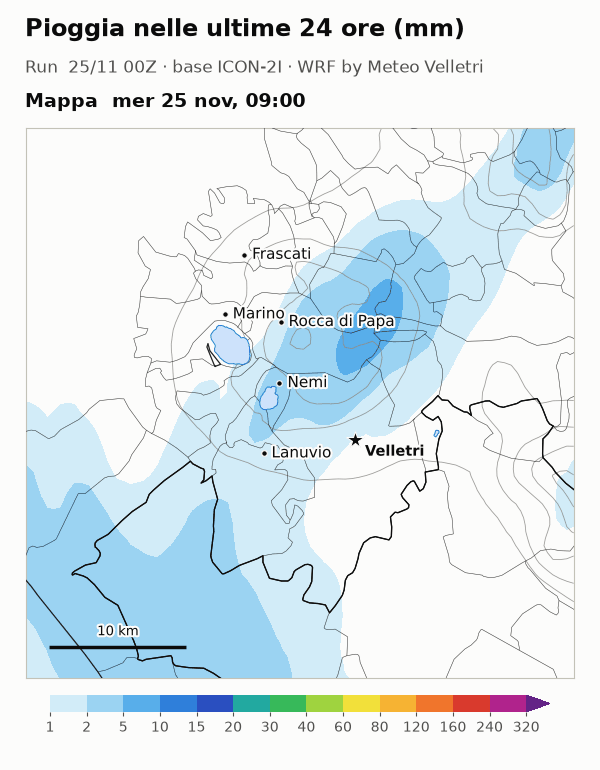 Pioggia nelle ultime 24 ore (mm)
Run  25/11 00Z · base ICON-2I · WRF by Meteo Velletri
Mappa  mer 25 nov, 09:00
Frascati
Marino
Rocca di Papa
Nemi
Velletri
Lanuvio
10 km
1 2 5 10 15 20 30 40 60 80 120 160 240 320